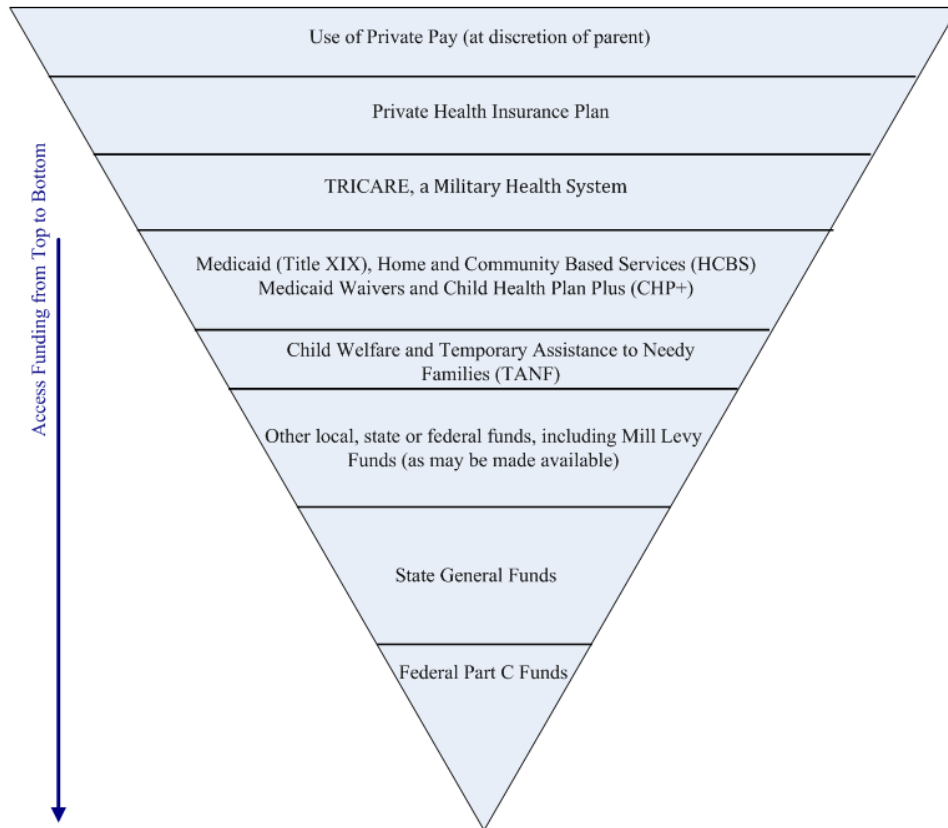 Use of Private Pay (at discretion of parent)
Private Health Insurance Plan
TRICARE, a Military Health System
Medicaid (Title XIX), Home and Community Based Services (HCBS)
Medicaid Waivers and Child Health Plan Plus (CHP+)
Child Welfare and Temporary Assistance to Needy
Families (TANF)
Other local, state or federal funds, including Mill Levy
Funds (as may be made available)
State General Funds
Federal Part C Funds
Access Funding from Top to Bottom